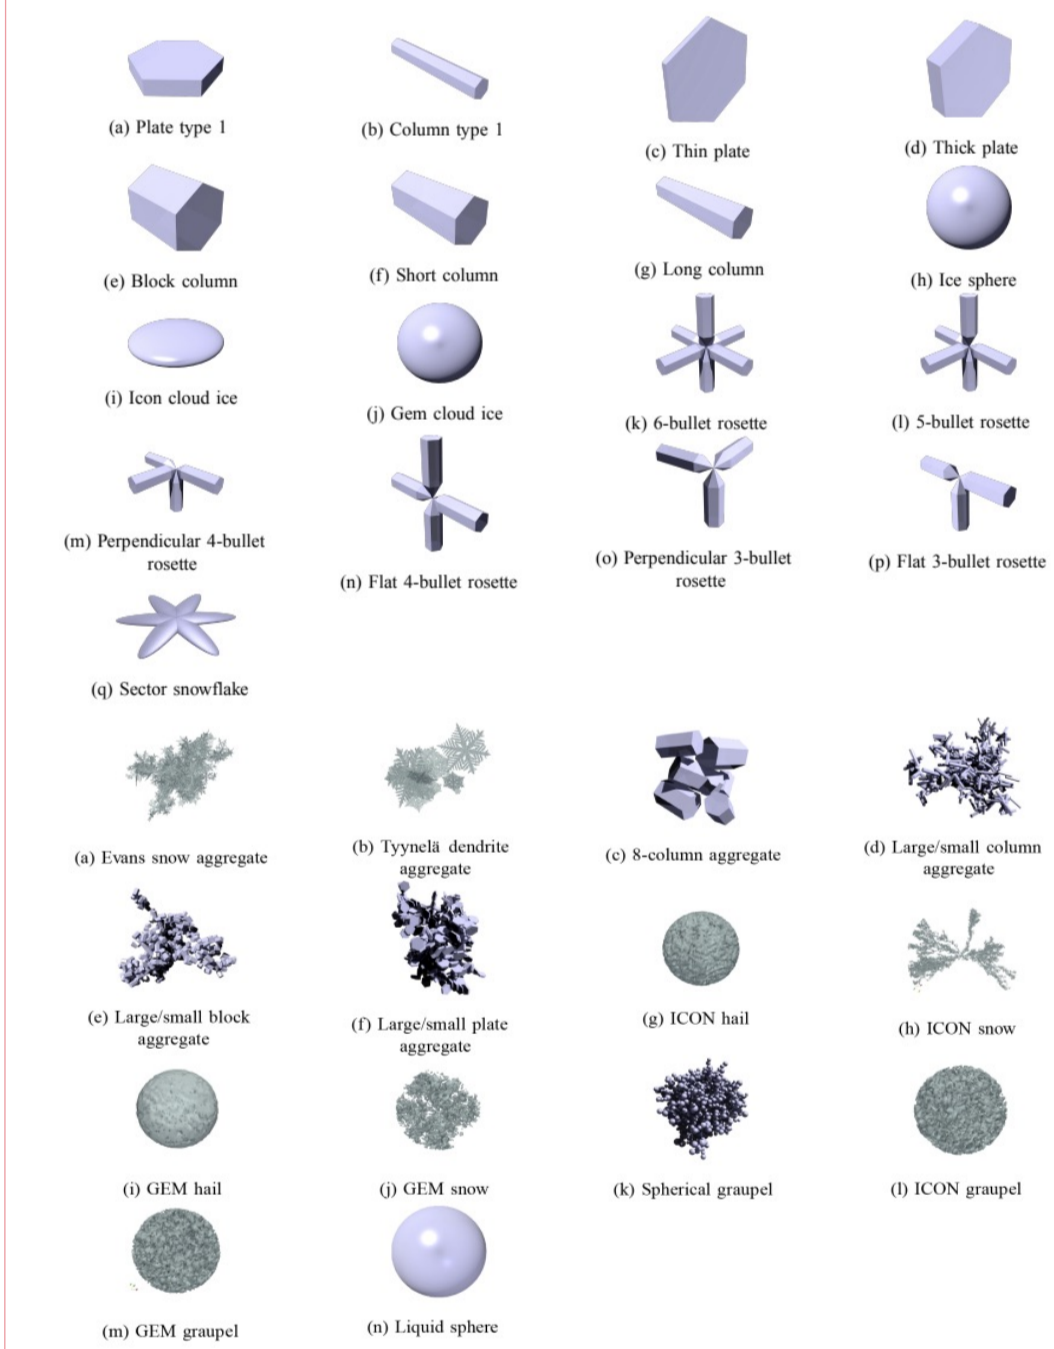 (a) Plate type 1
(b) Column type 1
(c) Thin plate
(d) Thick plate
(e) Block column
(f) Short column
(g) Long column
(h) Ice sphere
(i) Icon cloud ice
(j) Gem cloud ice
(k) 6-bullet rosette
(l) 5-bullet rosette
(m) Perpendicular 4-bullet
rosette
(n) Flat 4-bullet rosette
(o) Perpendicular 3-bullet
rosette
(p) Flat 3-bullet rosette
(q) Sector snowflake
(a) Evans snow aggregate
(b) Tyynelä dendrite
aggregate
(c) 8-column aggregate
(d) Large/small column
aggregate
(e) Large/small block
aggregate
(f) Large/small plate
aggregate
(g) ICON hail
(h) ICON snow
(i) GEM hail
(j) GEM snow
(k) Spherical graupel
(l) ICON graupel
(m) GEM graupel
(n) Liquid sphere